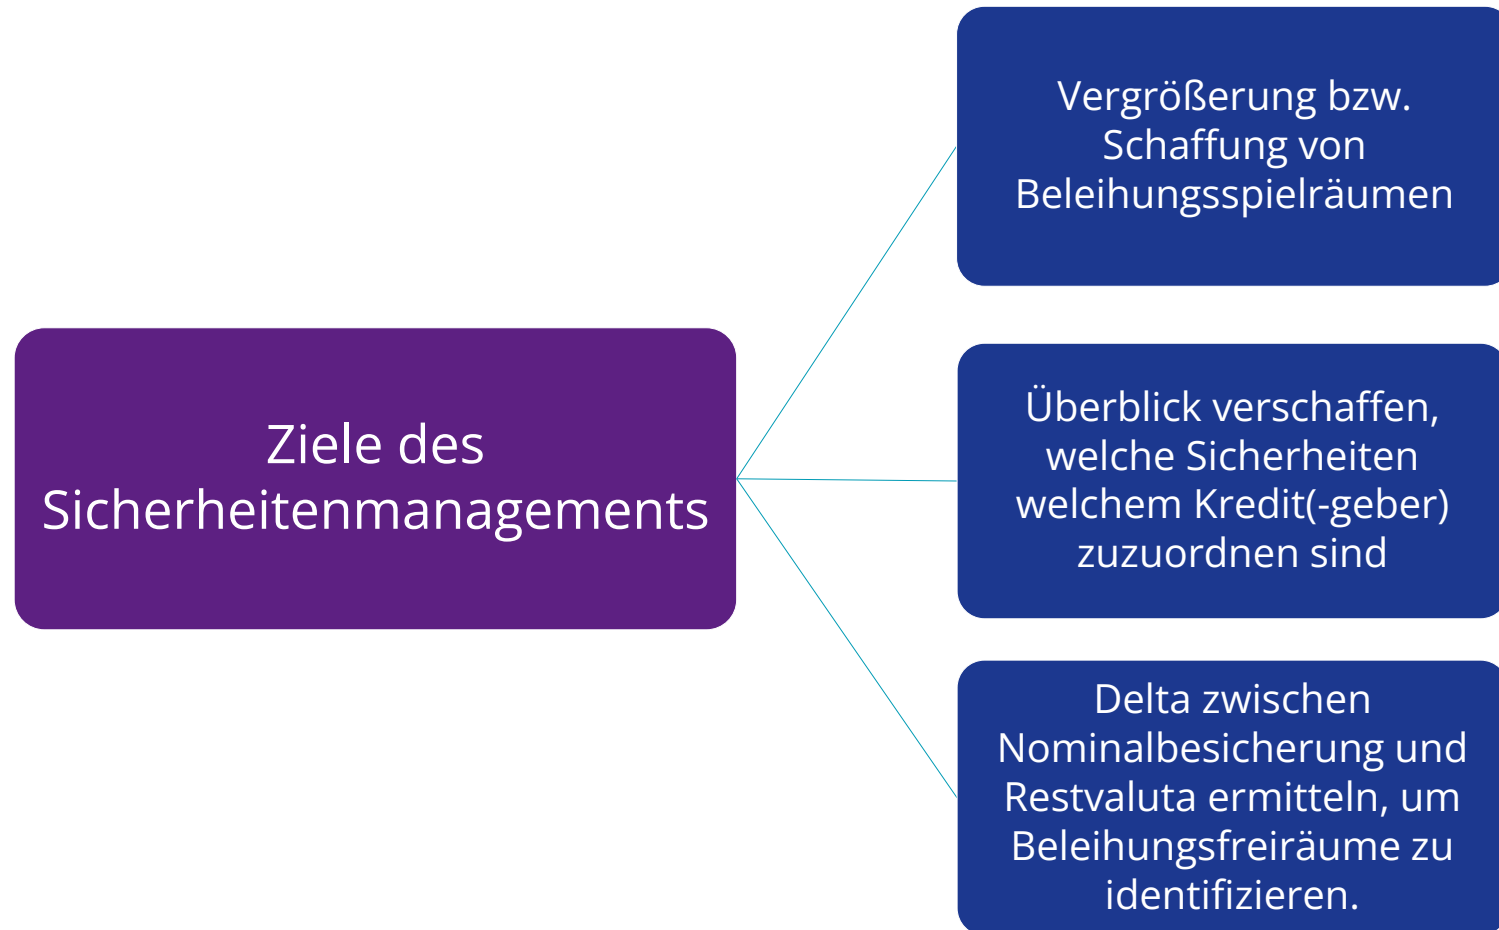 Vergrößerung bzw.
Schaffung von
Beleihungsspielräumen
Ziele des
Sicherheitenmanagements
Überblick verschaffen,
welche Sicherheiten
welchem Kredit(-geber)
zuzuordnen sind
Delta zwischen
Nominalbesicherung und
Restvaluta ermitteln, um
Beleihungsfreiräume zu
identifizieren.